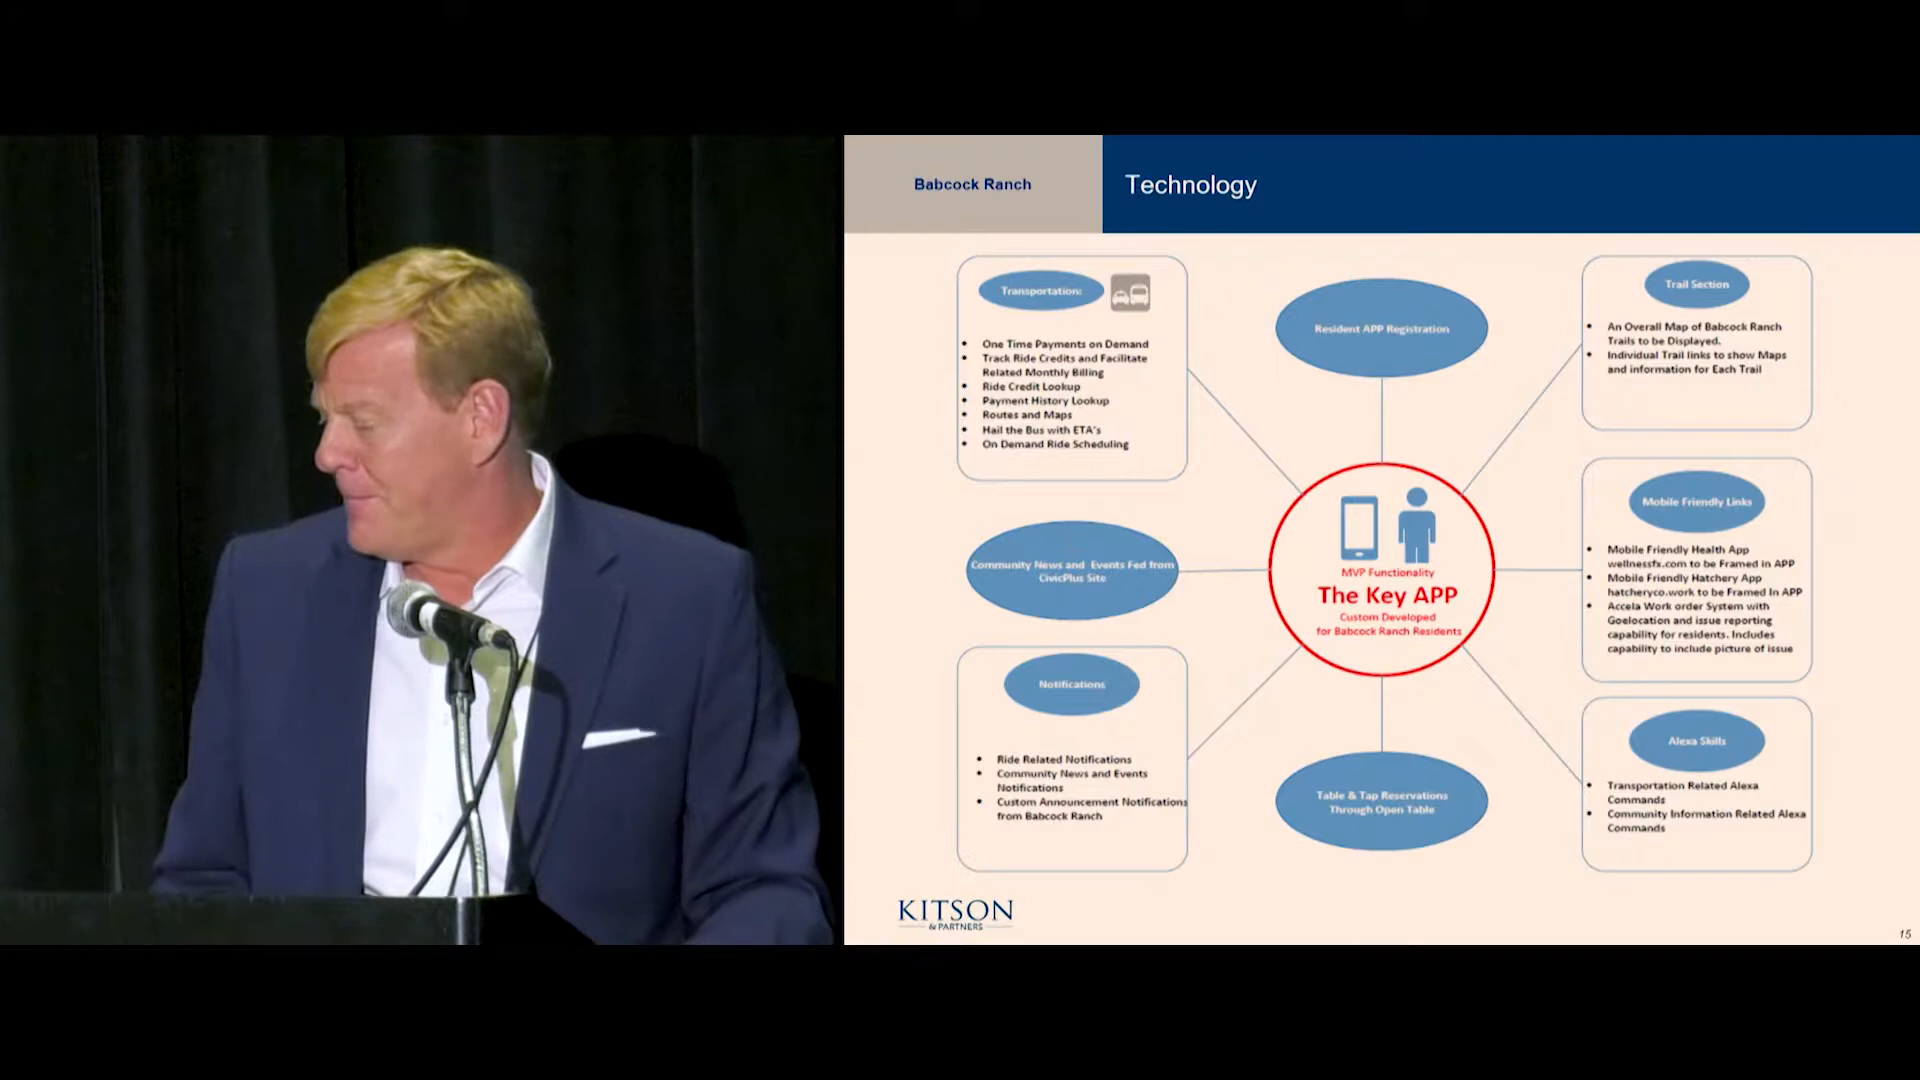 Babcock Ranch
Technology
Transportation:
One Time Payments on Demand
Track Ride Credits and Facilitate
Related Monthly Billing
Ride Credit Lookup
Payment History Lookup
Routes and Maps
Hail the Bus with ETA's
On Demand Ride Scheduling
Resident APP Registration
Trail Section
An Overall Map of Babcock Ranch
Trails to be Displayed.
Individual Trail links to show Maps
and information for Each Trail
Community News and Events Fed from
CivicPlus Site
MVP Functionality
The Key APP
Custom Developed
for Babcock Ranch Residents
Mobile Friendly Links
Mobile Friendly Health App
wellnessfx.com to be Framed in APP
Mobile Friendly Hatchery App
hatcheryco.work to be Framed In APP
Accela Work order System with
Goelocation and issue reporting
capability for residents. Includes
capability to include picture of issue
Notifications
Ride Related Notifications
Community News and Events
Notifications
Custom Announcement Notifications
from Babcock Ranch
Table & Tap Reservations
Through Open Table
Alexa Skills
Transportation Related Alexa
Commands
Community Information Related Alexa
Commands
KITSON
& PARTNERS
15